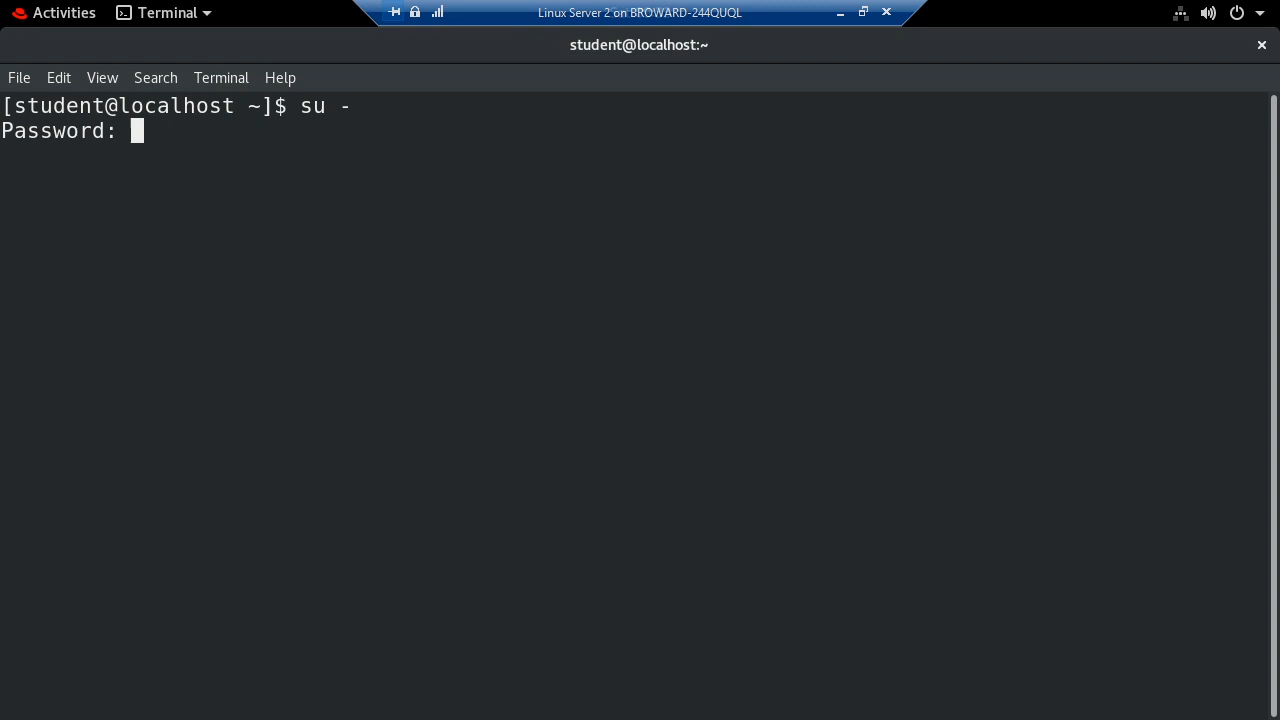 Activities Terminal Linux Server 2 on BROWARD-244QUQL
student@localhost:~
File Edit View Search Terminal Help
[student@localhost ~]$ su -
Password: